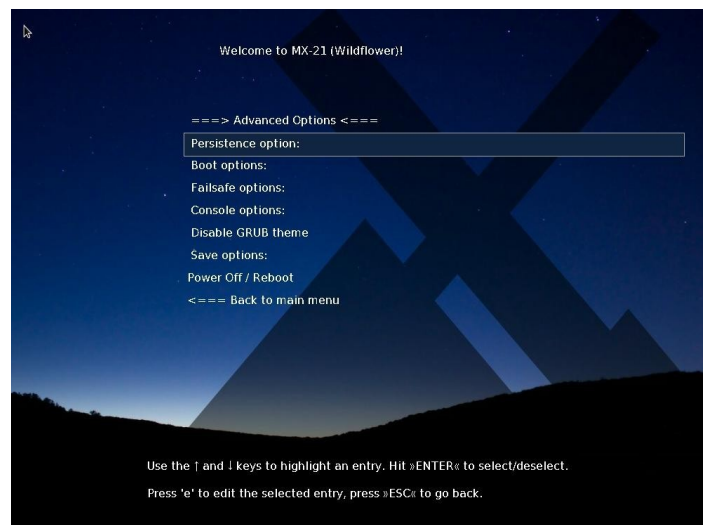 Welcome to MX-21 (Wildflower)!
===> Advanced Options <===
Persistence option:
Boot options:
Failsafe options:
Console options:
Disable GRUB theme
Save options:
Power Off / Reboot
<=== Back to main menu
Use the ↑ and ↓ keys to highlight an entry. Hit »ENTER« to select/deselect.
Press 'e' to edit the selected entry, press »ESC« to go back.